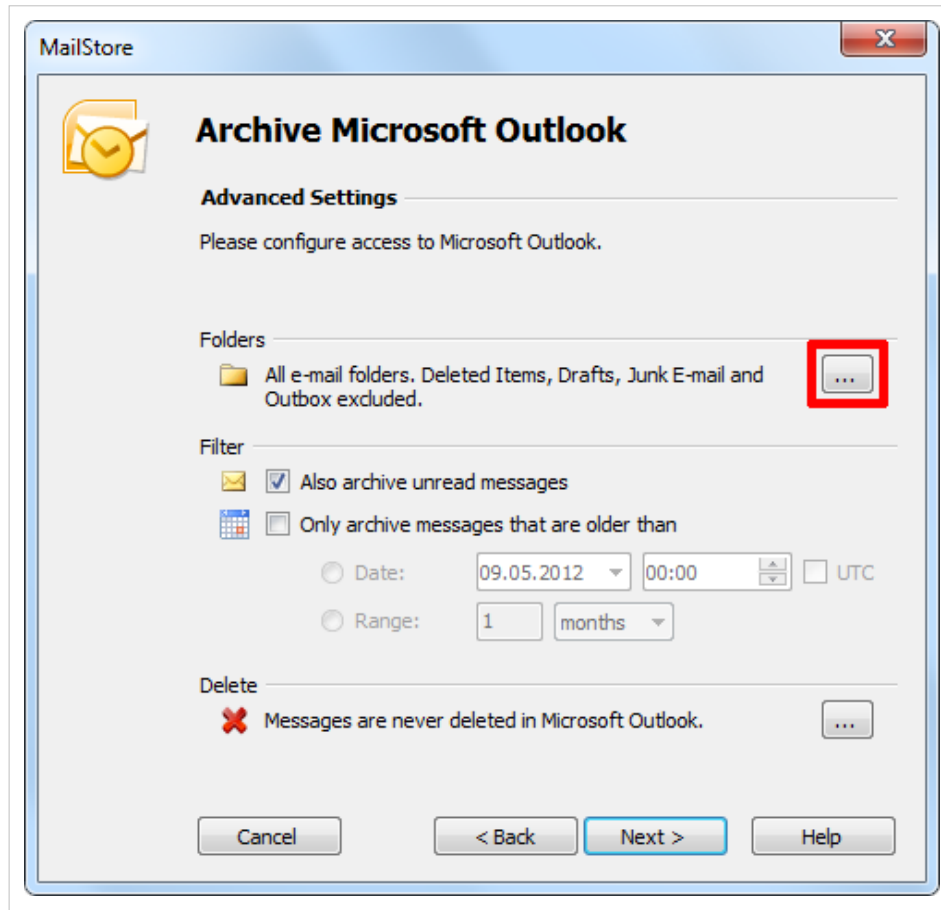 MailStore
Archive Microsoft Outlook
Advanced Settings
Please configure access to Microsoft Outlook.
Folders
All e-mail folders. Deleted Items, Drafts, Junk E-mail and
Outbox excluded.
...
Filter
Also archive unread messages
Only archive messages that are older than
Date: 09.05.2012 00:00 UTC
Range: 1 months
Delete
Messages are never deleted in Microsoft Outlook. ...
Cancel < Back Next > Help